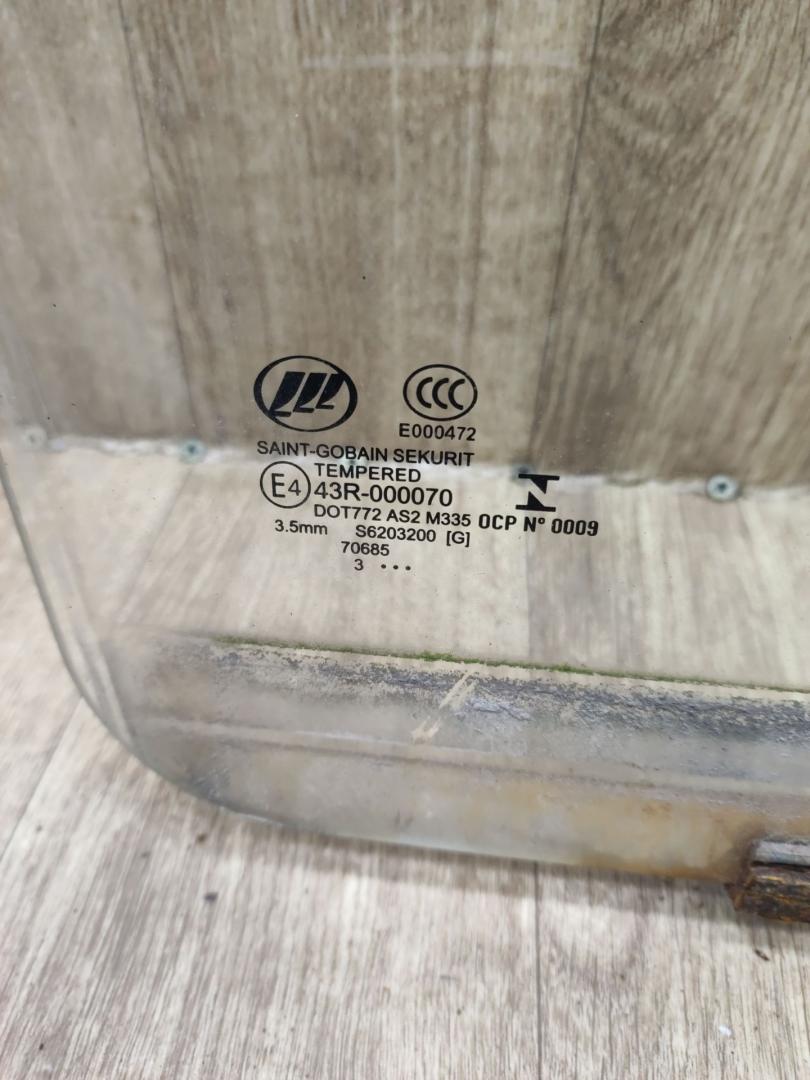 CCC
E000472
SAINT-GOBAIN SEKURIT
TEMPERED
E4 43R-000070
DOT772 AS2 M335 OCP Nº 0009
3.5mm S6203200 [G]
70685
3 ...